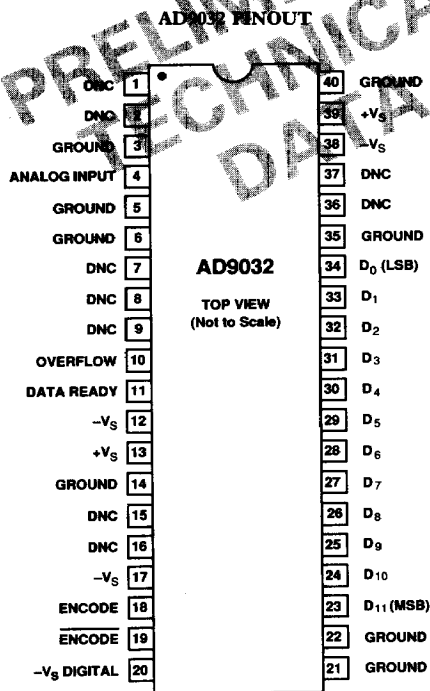 AD9032 PINOUT
PRELIMINARY
TECHNICAL
DATA
DNC 1
DNC 2
GROUND 3
ANALOG INPUT 4
GROUND 5
GROUND 6
DNC 7
DNC 8
DNC 9
OVERFLOW 10
DATA READY 11
–VS 12
+VS 13
GROUND 14
DNC 15
DNC 16
–VS 17
ENCODE 18
ENCODE 19
–VS DIGITAL 20
AD9032
TOP VIEW
(Not to Scale)
40 GROUND
39 +VS
38 –VS
37 DNC
36 DNC
35 GROUND
34 D0 (LSB)
33 D1
32 D2
31 D3
30 D4
29 D5
28 D6
27 D7
26 D8
25 D9
24 D10
23 D11 (MSB)
22 GROUND
21 GROUND